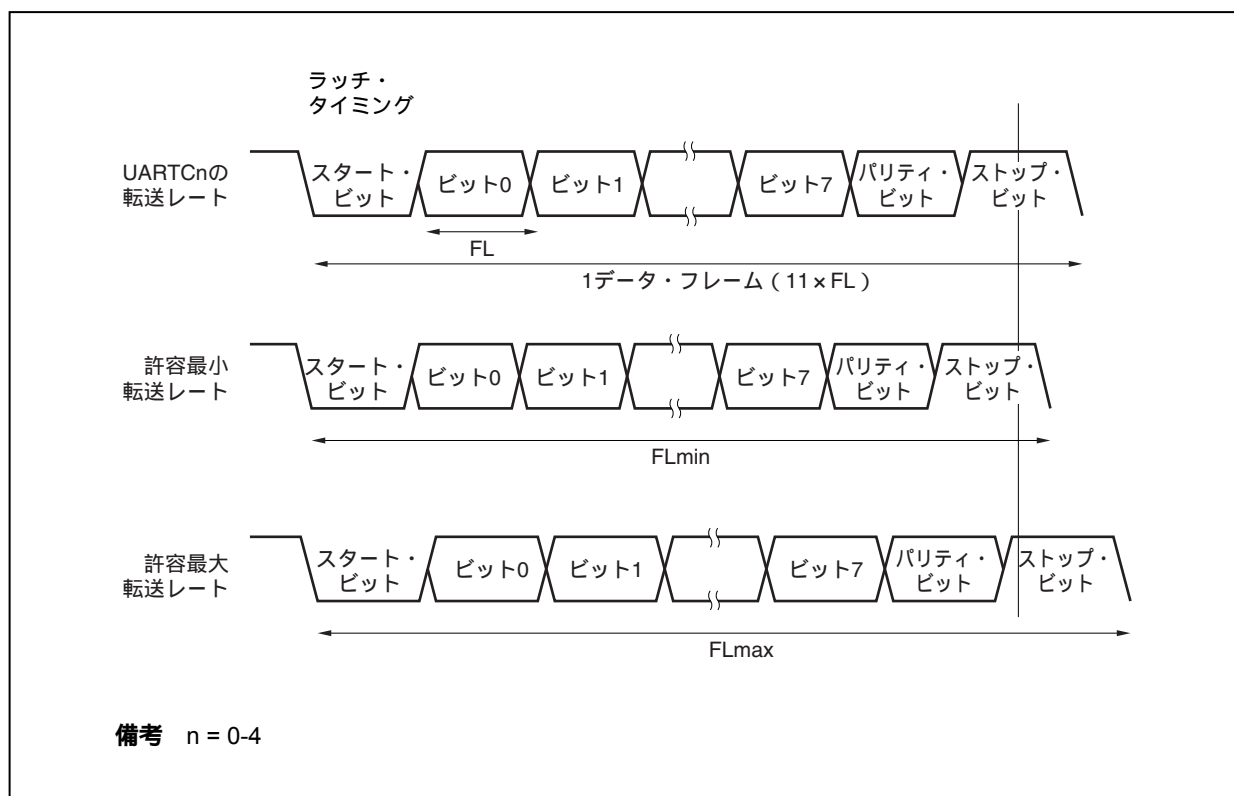 ラッチ・
タイミング
UARTCnの
転送レート
スタート・
ビット
ビット0
ビット1
ビット7
パリティ・
ビット
ストップ・
ビット
FL
1データ・フレーム（11×FL）
許容最小
転送レート
スタート・
ビット
ビット0
ビット1
ビット7
パリティ・
ビット
ストップ・
ビット
FLmin
許容最大
転送レート
スタート・
ビット
ビット0
ビット1
ビット7
パリティ・
ビット
ストップ・
ビット
FLmax
備考 n = 0-4